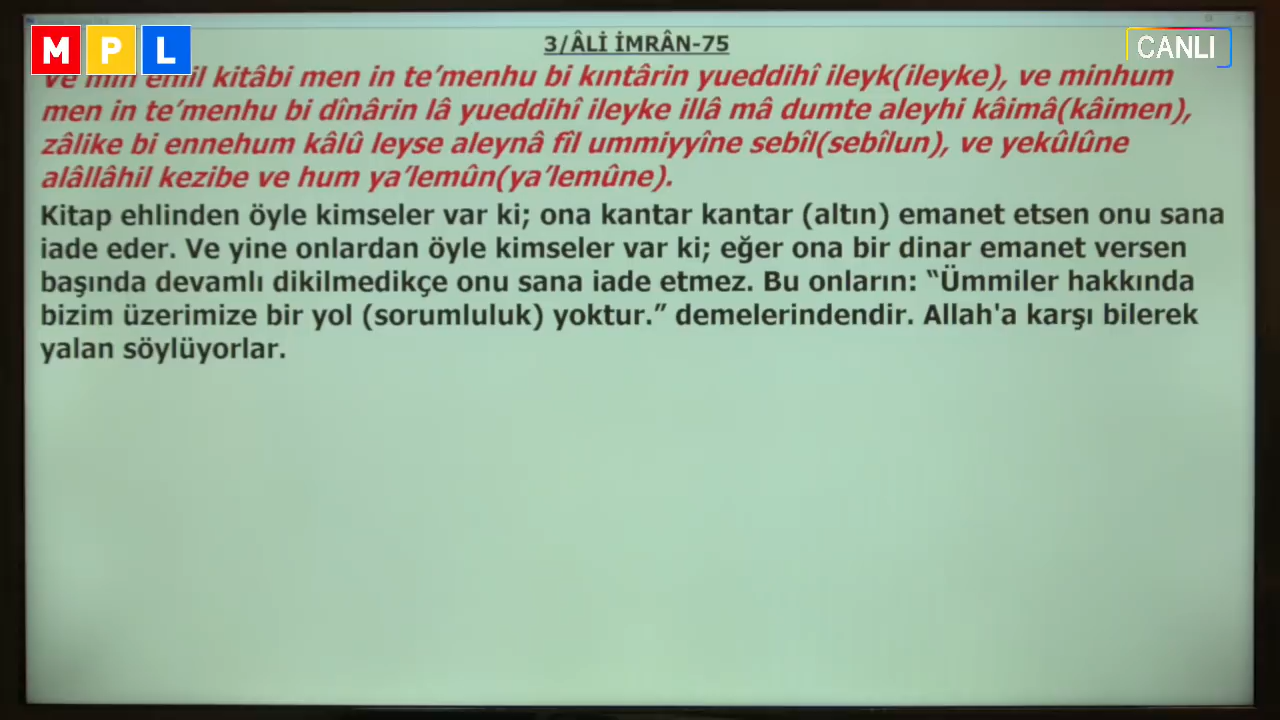 MPL
CANLI
3/ÂLİ İMRÂN-75
Ve min ehlil kitâbi men in te’menhu bi kıntârin yueddihî ileyk(ileyke), ve minhum
men in te’menhu bi dînârin lâ yueddihî ileyke illâ mâ dumte aleyhi kâimâ(kâimen),
zâlike bi ennehum kâlû leyse aleynâ fîl ummiyyîne sebîl(sebîlun), ve yekûlûne
alâllâhil kezibe ve hum ya’lemûn(ya’lemûne).
Kitap ehlinden öyle kimseler var ki; ona kantar kantar (altın) emanet etsen onu sana
iade eder. Ve yine onlardan öyle kimseler var ki; eğer ona bir dinar emanet versen
başında devamlı dikilmedikçe onu sana iade etmez. Bu onların: “Ümmiler hakkında
bizim üzerimize bir yol (sorumluluk) yoktur.” demelerindendir. Allah'a karşı bilerek
yalan söylüyorlar.